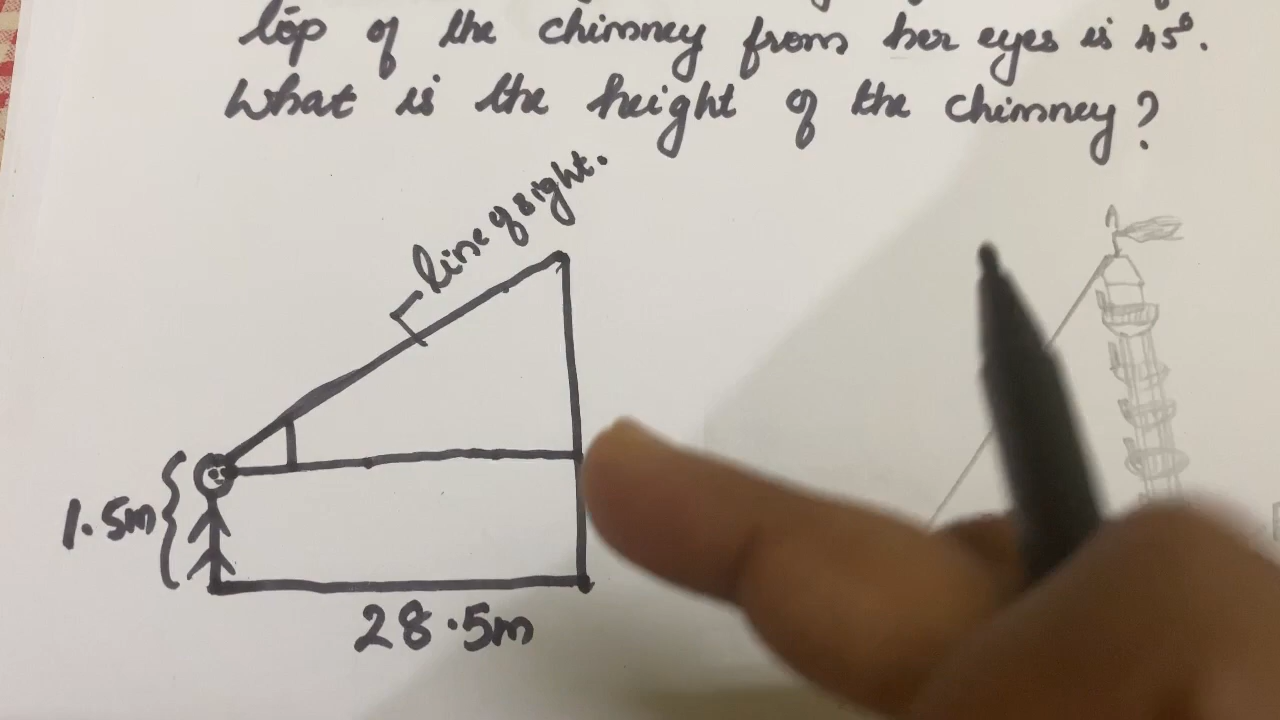 top of the chimney from her eyes is 45°.
What is the height of the chimney?
line of sight.
1.5m
28.5m